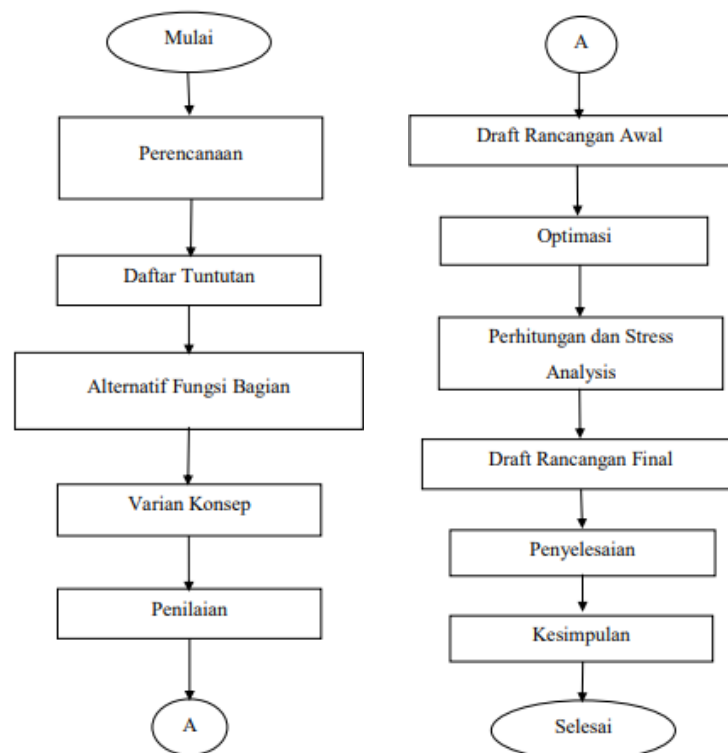 Mulai
Perencanaan
Daftar Tuntutan
Alternatif Fungsi Bagian
Varian Konsep
Penilaian
A
A
Draft Rancangan Awal
Optimasi
Perhitungan dan Stress
Analysis
Draft Rancangan Final
Penyelesaian
Kesimpulan
Selesai